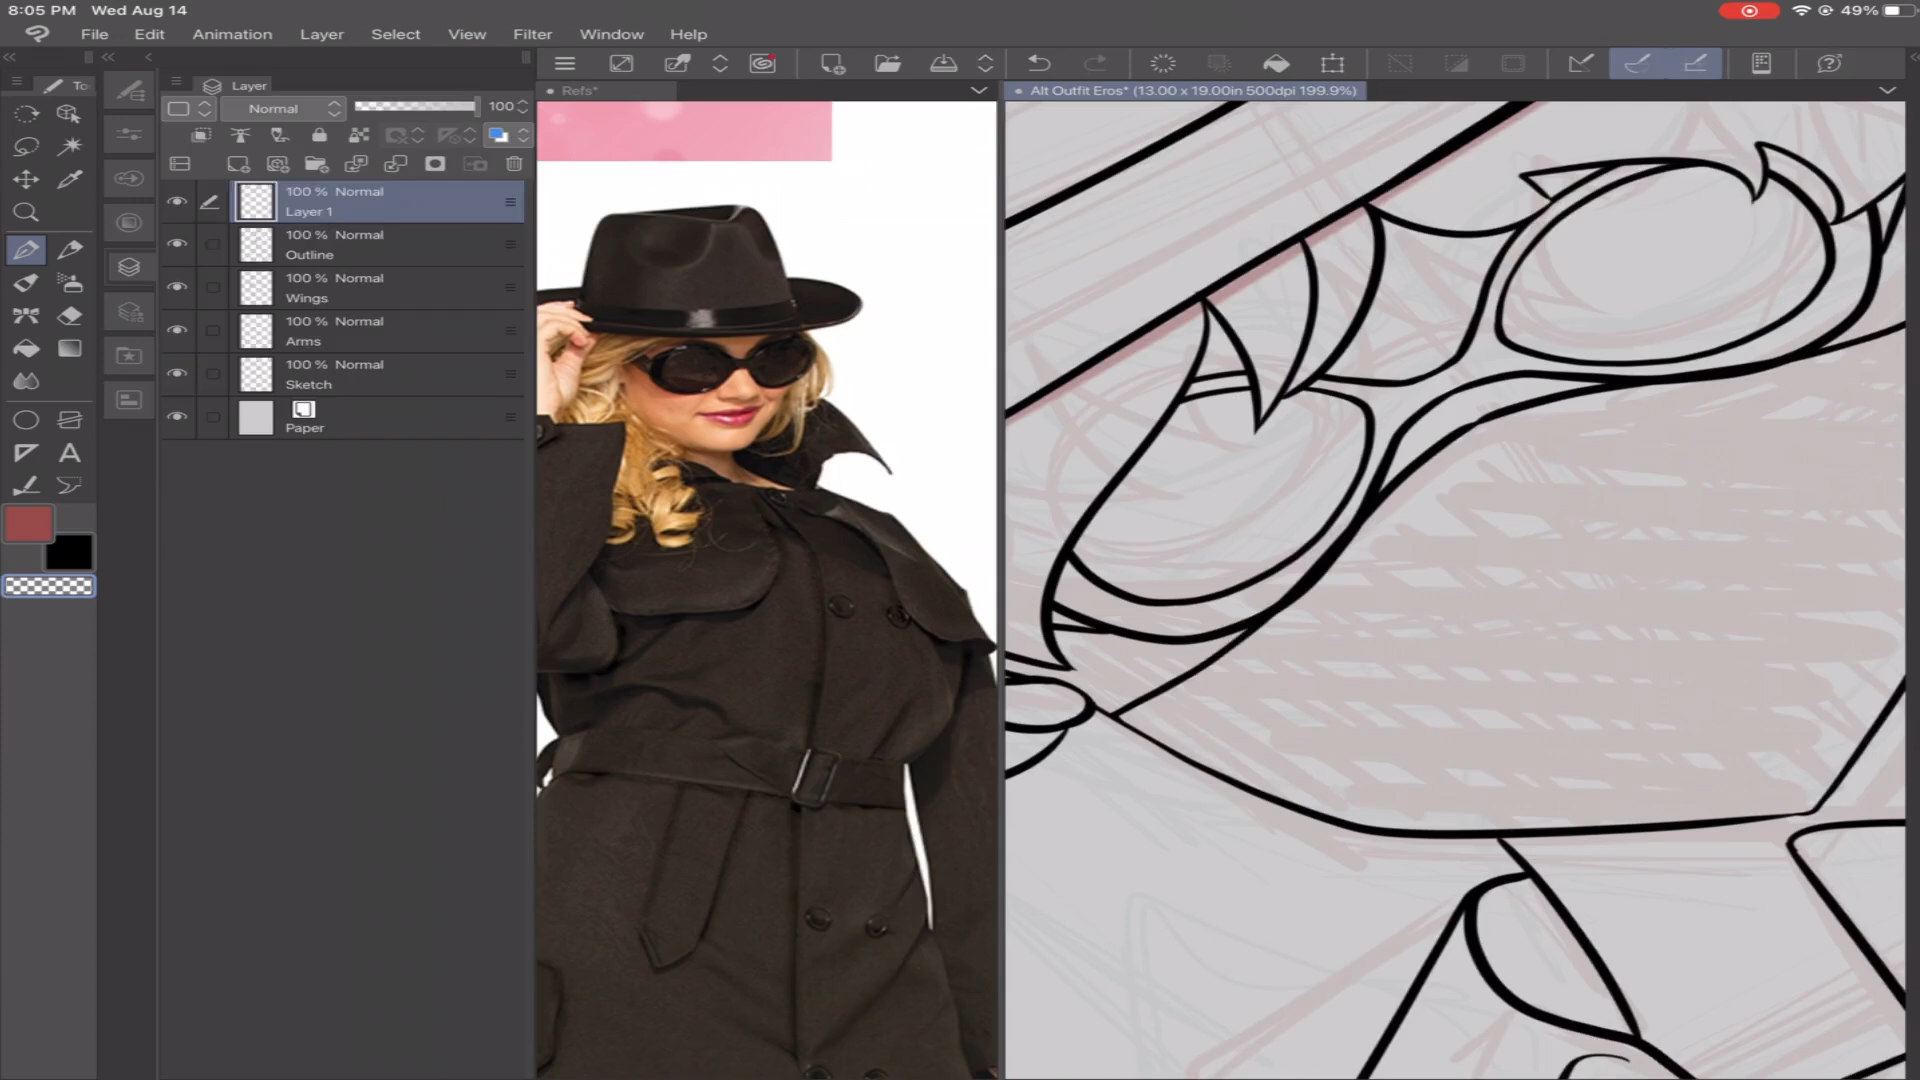 8:05 PM Wed Aug 14
49%
File Edit Animation Layer Select View Window Filter Help
To
Layer
Normal 100
100 % Normal
Layer 1
100 % Normal
Outline
100 % Normal
Wings
100 % Normal
Arms
100 % Normal
Sketch
Paper
A
Refs*
Alt Outfit Eros* (13.00 x 19.00in 500dpi 199.9%)